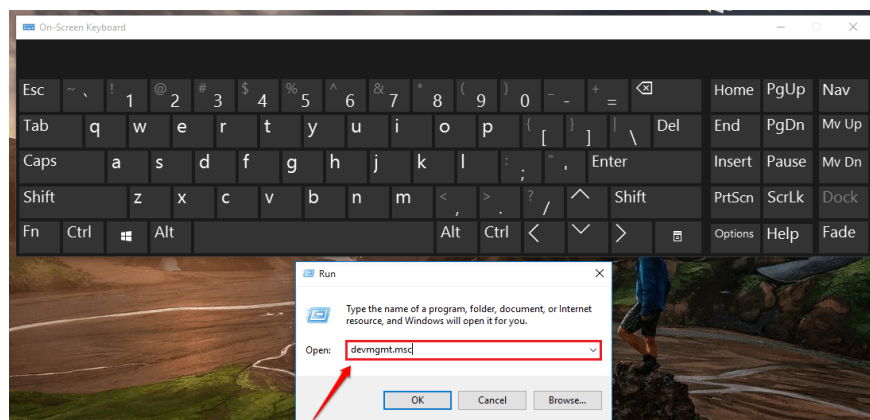 On-Screen Keyboard
Esc ~ ` ! 1 @ 2 # 3 $ 4 % 5 ^ 6 & 7 * 8 ( 9 ) 0 _ - + = Home PgUp Nav
Tab q w e r t y u i o p { [ } ] | \ Del End PgDn Mv Up
Caps a s d f g h j k l : ; " ' Enter Insert Pause Mv Dn
Shift z x c v b n m < , > . ? / Shift PrtScn ScrLk Dock
Fn Ctrl Alt Alt Ctrl Options Help Fade
Run
Type the name of a program, folder, document, or Internet
resource, and Windows will open it for you.
Open: devmgmt.msc
OK Cancel Browse...